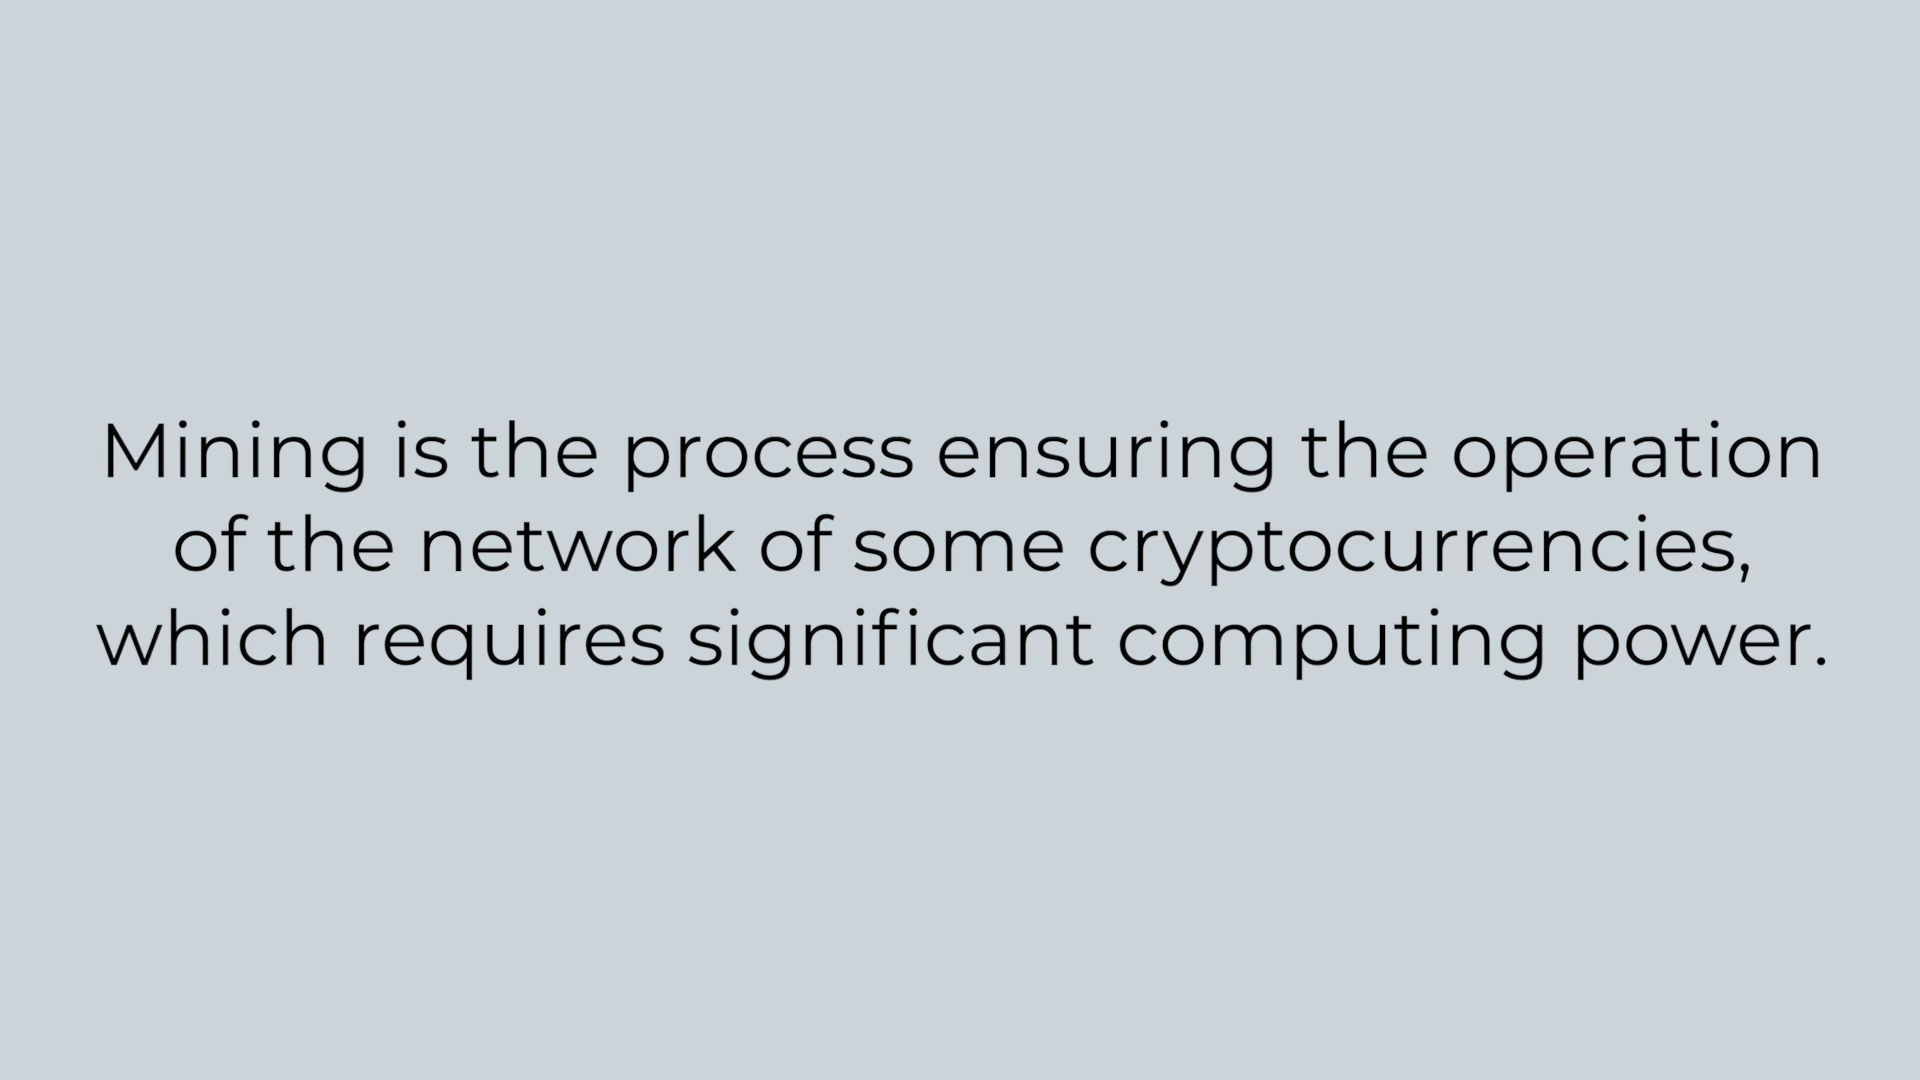 Mining is the process ensuring the operation
of the network of some cryptocurrencies,
which requires significant computing power.